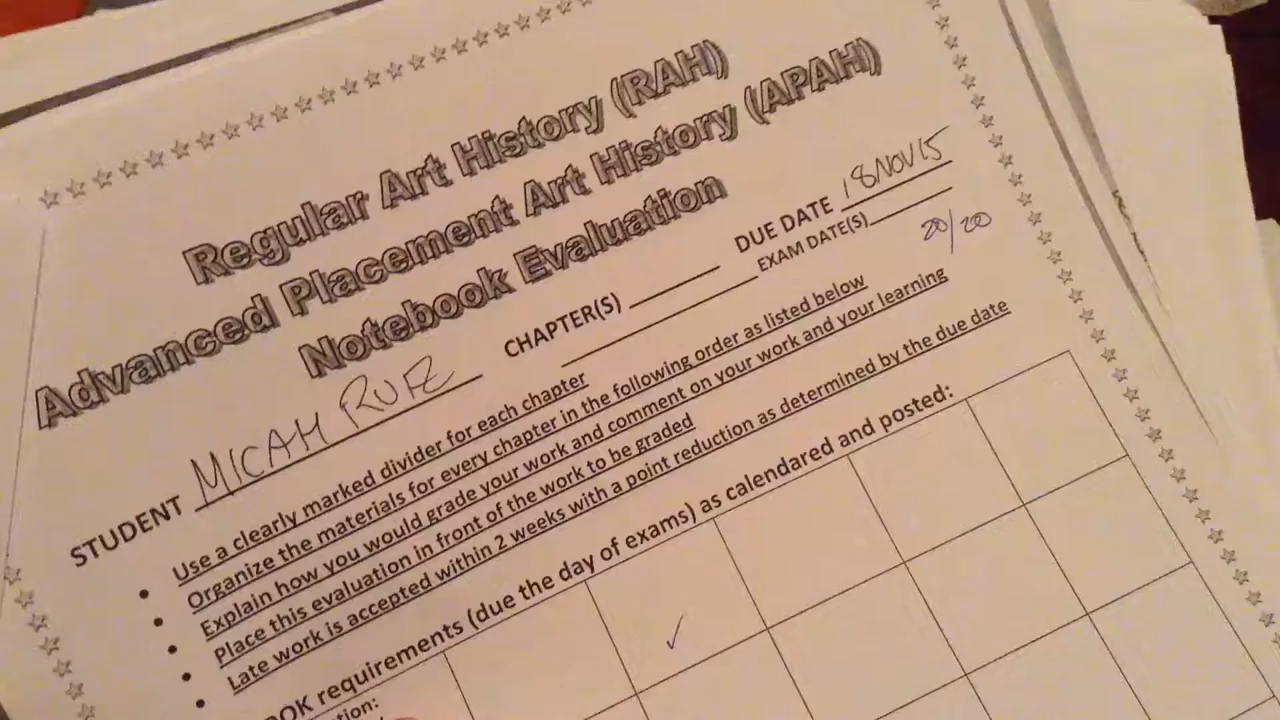 Regular Art History (RAH)
Advanced Placement Art History (APAH)
Notebook Evaluation
STUDENT MICAH RUFZ CHAPTER(S) DUE DATE 18NOV15
EXAM DATE(S)
20/20
• Use a clearly marked divider for each chapter
• Organize the materials for every chapter in the following order as listed below
• Explain how you would grade your work and comment on your work and your learning
• Place this evaluation in front of the work to be graded
• Late work is accepted within 2 weeks with a point reduction as determined by the due date
OOK requirements (due the day of exams) as calendared and posted:
tion: